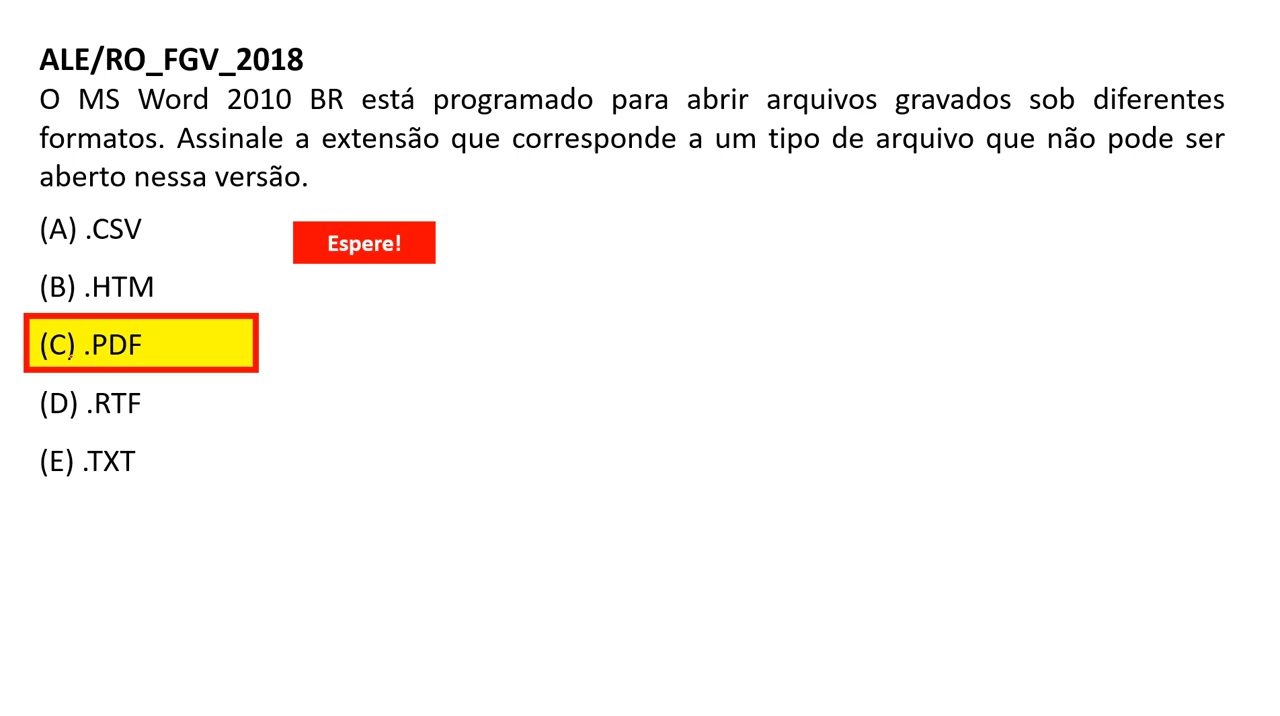 ALE/RO_FGV_2018
O MS Word 2010 BR está programado para abrir arquivos gravados sob diferentes
formatos. Assinale a extensão que corresponde a um tipo de arquivo que não pode ser
aberto nessa versão.
(A) .CSV
Espere!
(B) .HTM
(C) .PDF
(D) .RTF
(E) .TXT